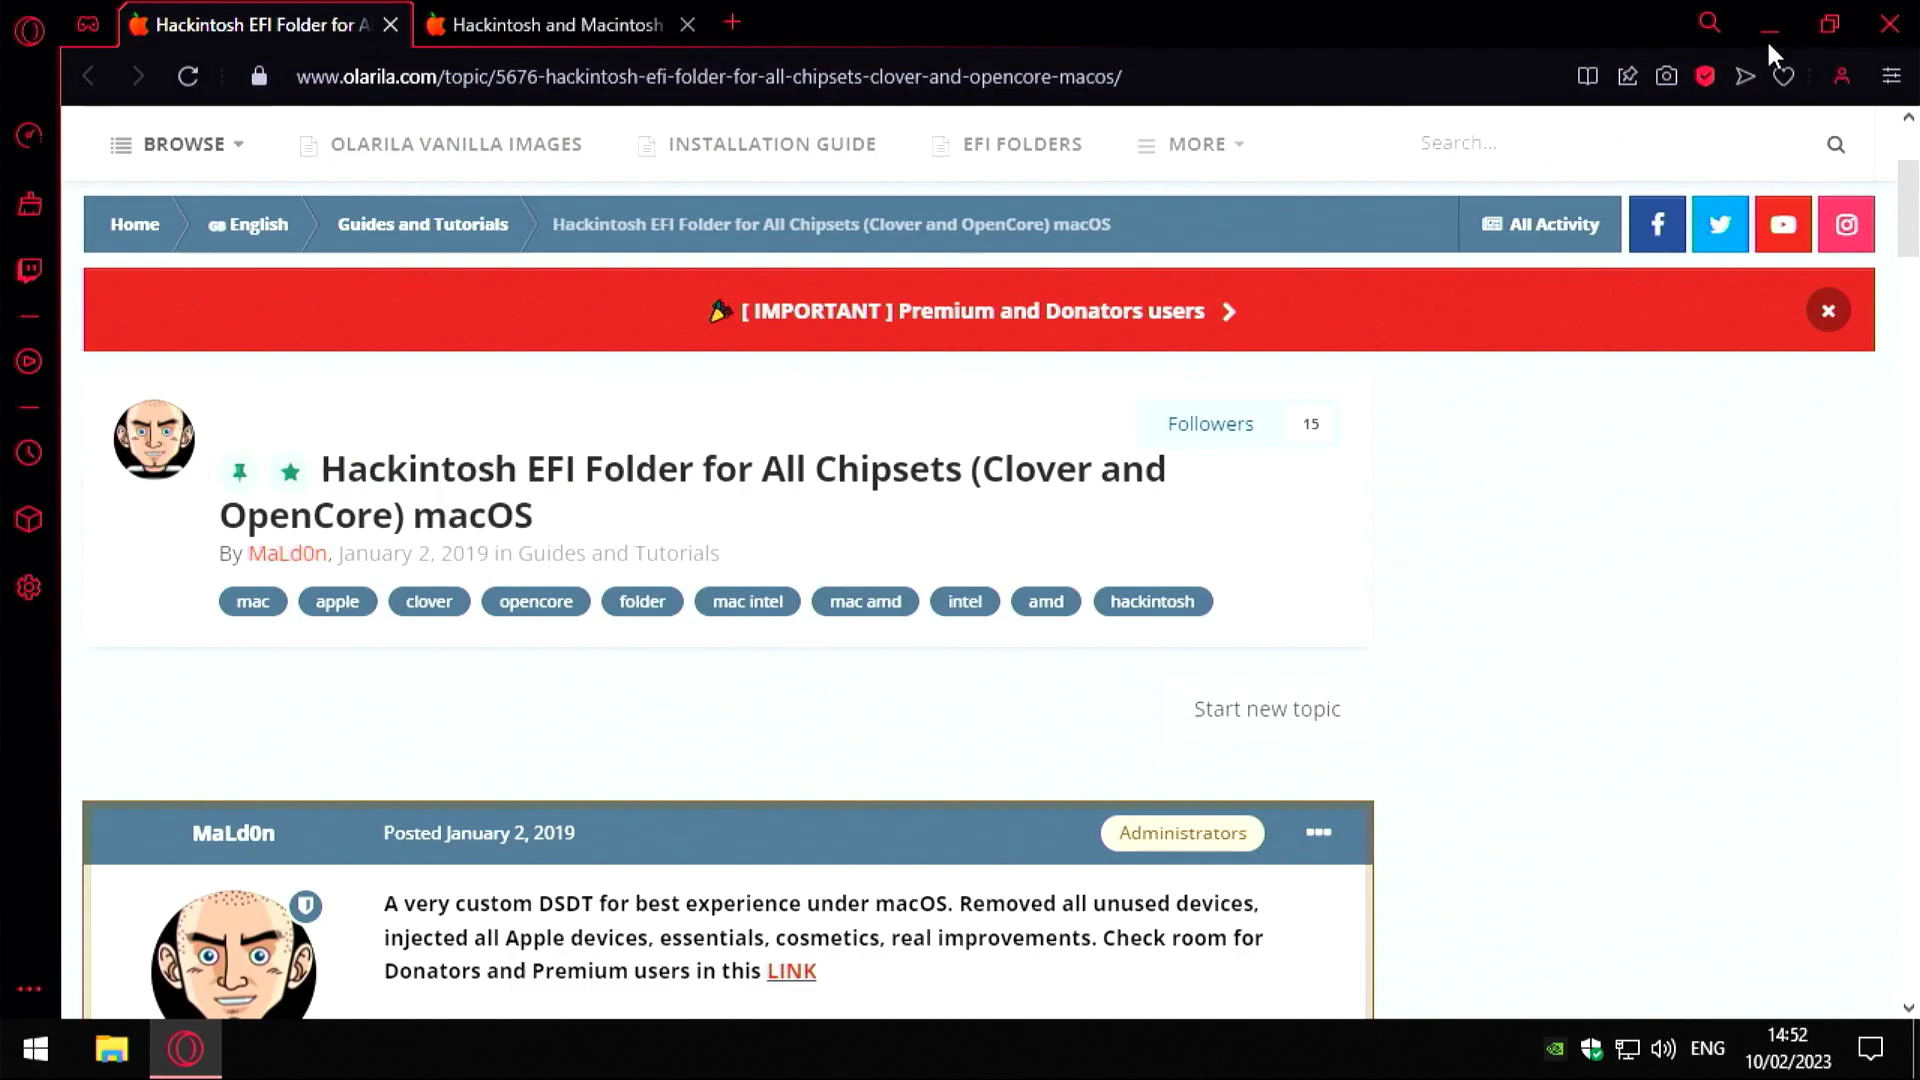 Hackintosh EFI Folder for A
Hackintosh and Macintosh
www.olarila.com/topic/5676-hackintosh-efi-folder-for-all-chipsets-clover-and-opencore-macos/
BROWSE
OLARILA VANILLA IMAGES
INSTALLATION GUIDE
EFI FOLDERS
MORE
Search...
Home
English
Guides and Tutorials
Hackintosh EFI Folder for All Chipsets (Clover and OpenCore) macOS
All Activity
[ IMPORTANT ] Premium and Donators users
Followers 15
Hackintosh EFI Folder for All Chipsets (Clover and
OpenCore) macOS
By MaLd0n, January 2, 2019 in Guides and Tutorials
mac apple clover opencore folder mac intel mac amd intel amd hackintosh
Start new topic
MaLd0n
Posted January 2, 2019
Administrators
A very custom DSDT for best experience under macOS. Removed all unused devices,
injected all Apple devices, essentials, cosmetics, real improvements. Check room for
Donators and Premium users in this LINK
ENG
14:52
10/02/2023